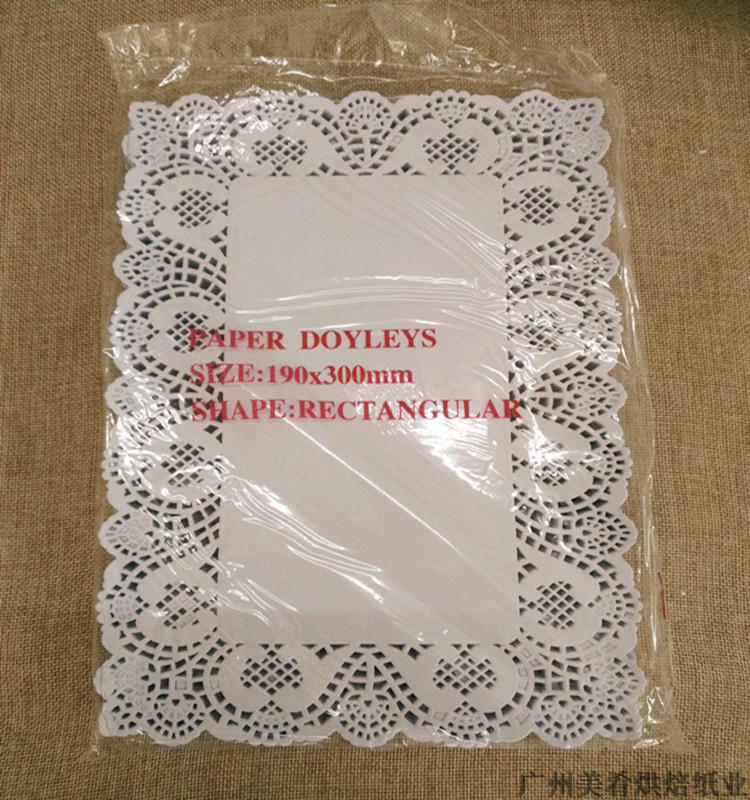 PAPER DOYLEYS
SIZE:190x300mm
SHAPE:RECTANGULAR
广州美肴烘焙纸业